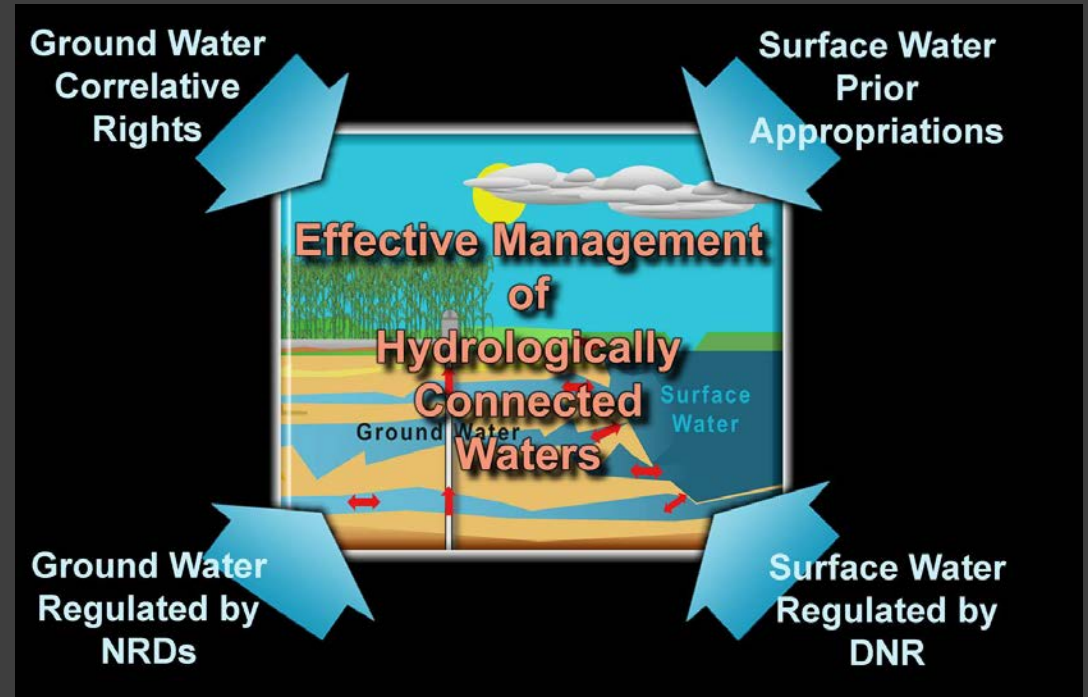 Ground Water
Correlative
Rights
Surface Water
Prior
Appropriations
Effective Management
of
Hydrologically
Connected
Waters
Ground Water
Surface
Water
Ground Water
Regulated by
NRDs
Surface Water
Regulated by
DNR